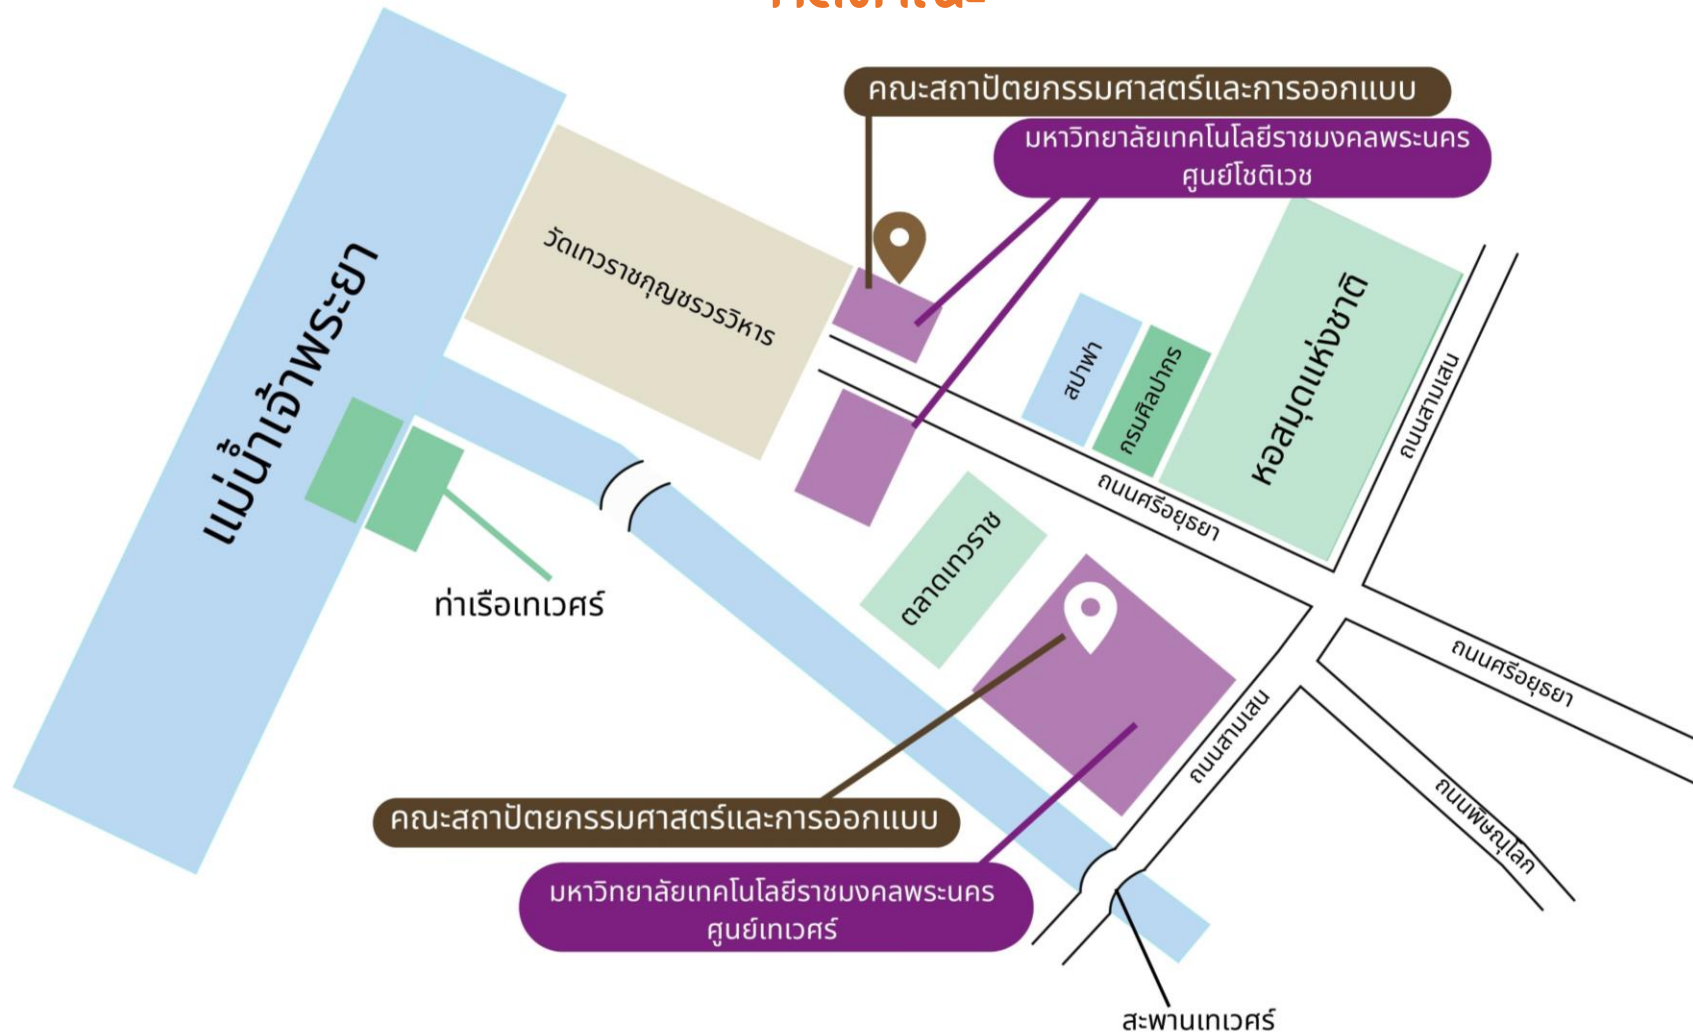 คณะสถาปัตยกรรมศาสตร์และการออกแบบ
มหาวิทยาลัยเทคโนโลยีราชมงคลพระนคร
ศูนย์โชติเวช
วัดเทวราชกุญชรวรวิหาร
แม่น้ำเจ้าพระยา
สปาฟา
กรมศิลปากร
หอสมุดแห่งชาติ
ถนนสามเสน
ถนนศรีอยุธยา
ตลาดเทวราช
ท่าเรือเทเวศร์
ถนนศรีอยุธยา
ถนนสามเสน
ถนนพิษณุโลก
คณะสถาปัตยกรรมศาสตร์และการออกแบบ
มหาวิทยาลัยเทคโนโลยีราชมงคลพระนคร
ศูนย์เทเวศร์
สะพานเทเวศร์